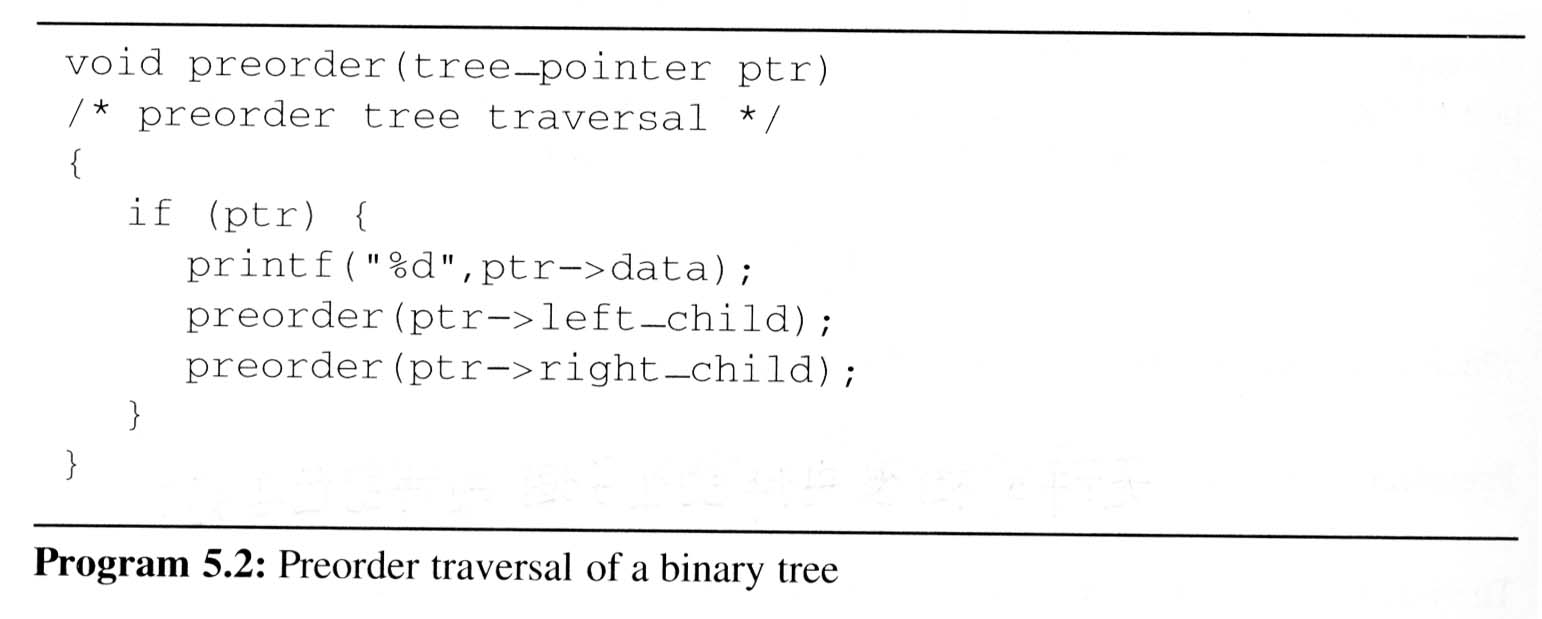 void preorder(tree_pointer ptr)
/* preorder tree traversal */
{
   if (ptr) {
      printf("%d",ptr->data);
      preorder(ptr->left_child);
      preorder(ptr->right_child);
   }
}
Program 5.2: Preorder traversal of a binary tree